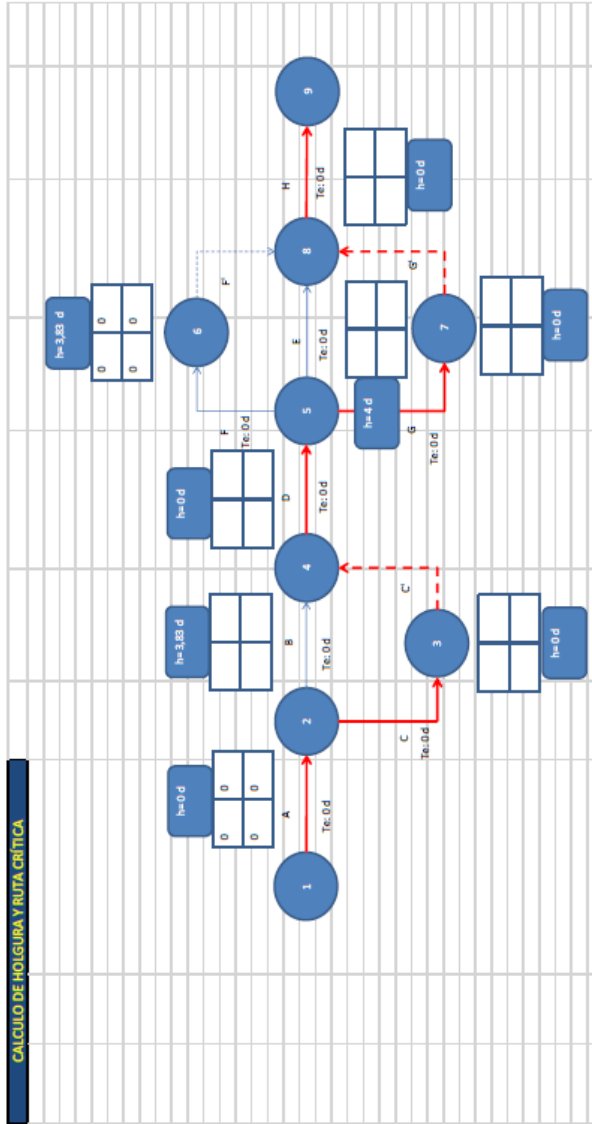 CALCULO DE HOLGURA Y RUTA CRÍTICA
h=0 d
0 0
0 0
h=3,83 d
h=0 d
h=3,83 d
0 0
0 0
1
A
Te: 0 d
2
B
Te: 0 d
4
D
Te: 0 d
5
E
Te: 0 d
8
H
Te: 0 d
9
F
Te: 0 d
6
F'
C
Te: 0 d
3
C'
h=0 d
h=4 d
G
Te: 0 d
7
G'
h=0 d
h=0 d